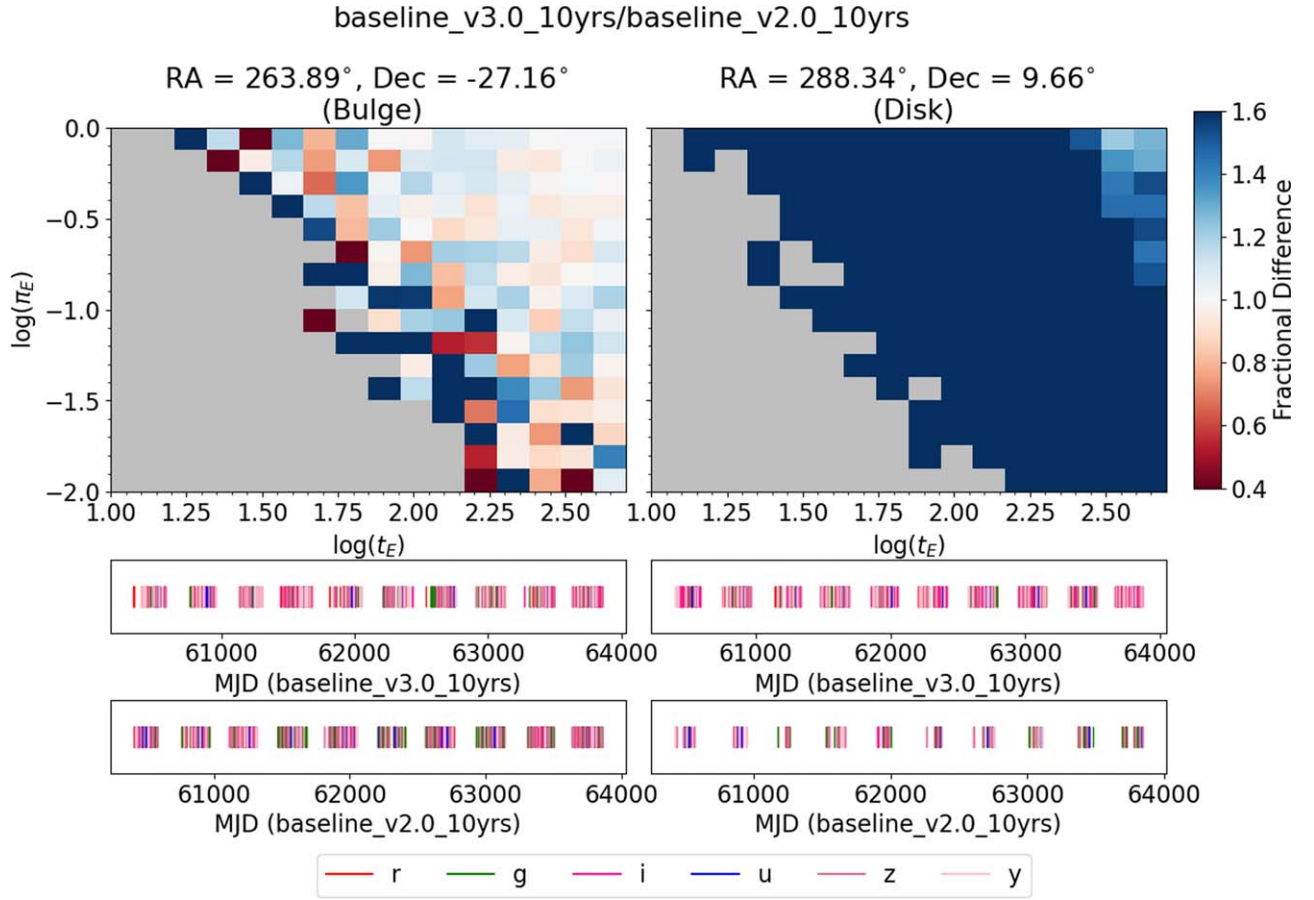 baseline_v3.0_10yrs/baseline_v2.0_10yrs
RA = 263.89°, Dec = -27.16°
(Bulge)
RA = 288.34°, Dec = 9.66°
(Disk)
0.0
−0.5
−1.0
−1.5
−2.0
log(π_E)
1.00 1.25 1.50 1.75 2.00 2.25 2.50
log(t_E)
1.00 1.25 1.50 1.75 2.00 2.25 2.50
log(t_E)
1.6
1.4
1.2
1.0
0.8
0.6
0.4
Fractional Difference
61000 62000 63000 64000
MJD (baseline_v3.0_10yrs)
61000 62000 63000 64000
MJD (baseline_v3.0_10yrs)
61000 62000 63000 64000
MJD (baseline_v2.0_10yrs)
61000 62000 63000 64000
MJD (baseline_v2.0_10yrs)
r g i u z y